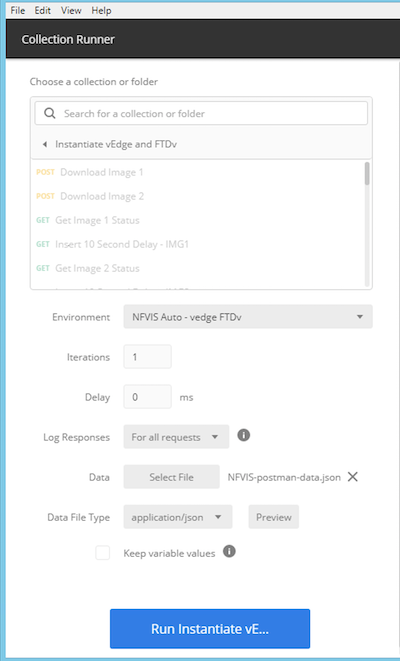 File Edit View Help
Collection Runner
Choose a collection or folder
Search for a collection or folder
Instantiate vEdge and FTDv
POST Download Image 1
POST Download Image 2
GET Get Image 1 Status
GET Insert 10 Second Delay - IMG1
GET Get Image 2 Status
Environment NFVIS Auto - vedge FTDv
Iterations 1
Delay 0 ms
Log Responses For all requests
Data Select File NFVIS-postman-data.json
Data File Type application/json Preview
Keep variable values
Run Instantiate vE...